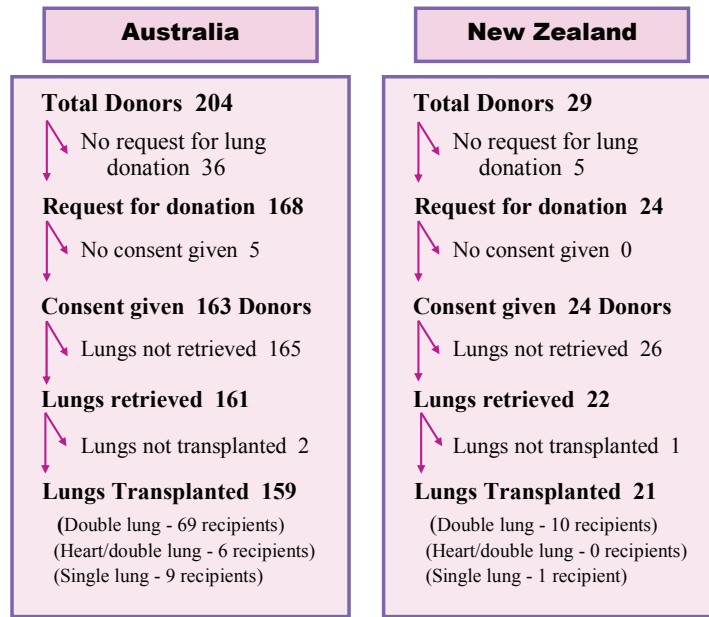 Australia
Total Donors 204
No request for lung
donation 36
Request for donation 168
No consent given 5
Consent given 163 Donors
Lungs not retrieved 165
Lungs retrieved 161
Lungs not transplanted 2
Lungs Transplanted 159
(Double lung - 69 recipients)
(Heart/double lung - 6 recipients)
(Single lung - 9 recipients)
New Zealand
Total Donors 29
No request for lung
donation 5
Request for donation 24
No consent given 0
Consent given 24 Donors
Lungs not retrieved 26
Lungs retrieved 22
Lungs not transplanted 1
Lungs Transplanted 21
(Double lung - 10 recipients)
(Heart/double lung - 0 recipients)
(Single lung - 1 recipient)